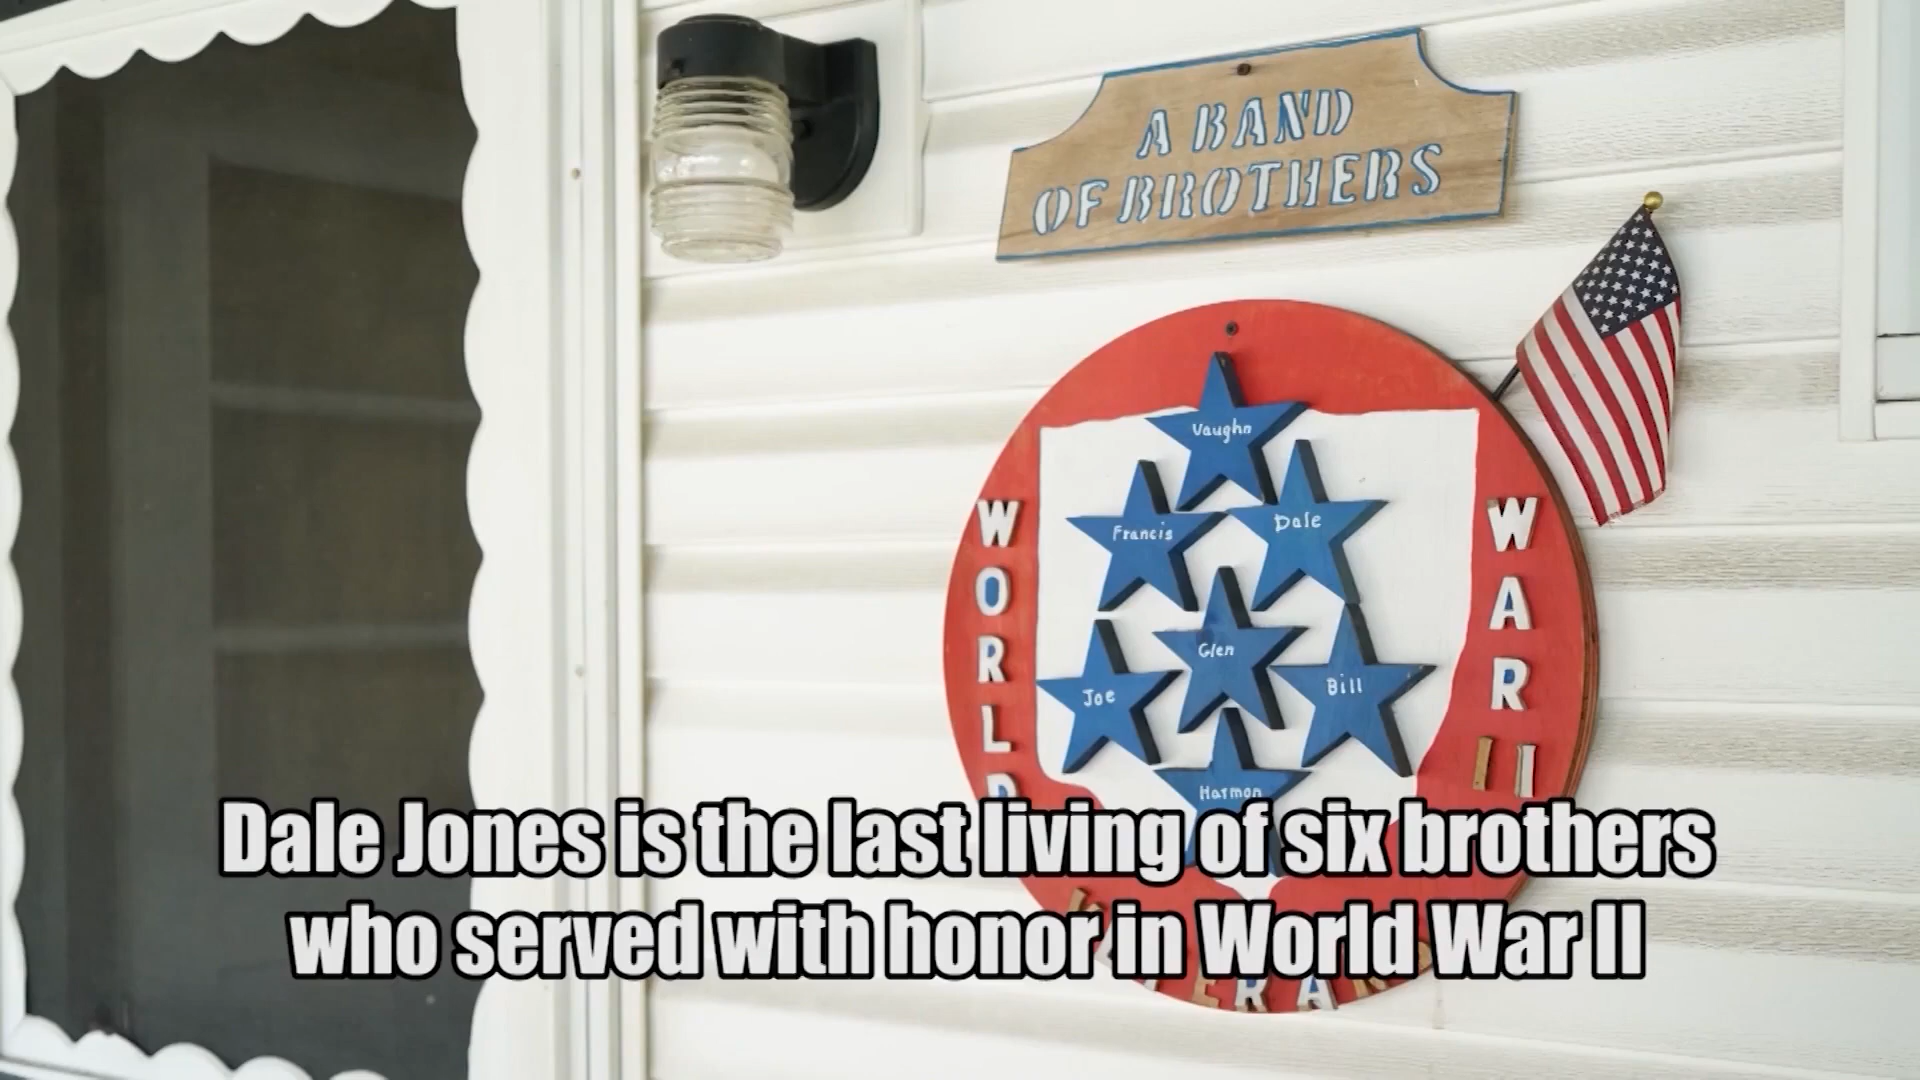 A BAND
OF BROTHERS
Vaughn
Francis
Dale
Glen
Joe
Bill
Harmon
WORLD
WAR II
Dale Jones is the last living of six brothers
who served with honor in World War II